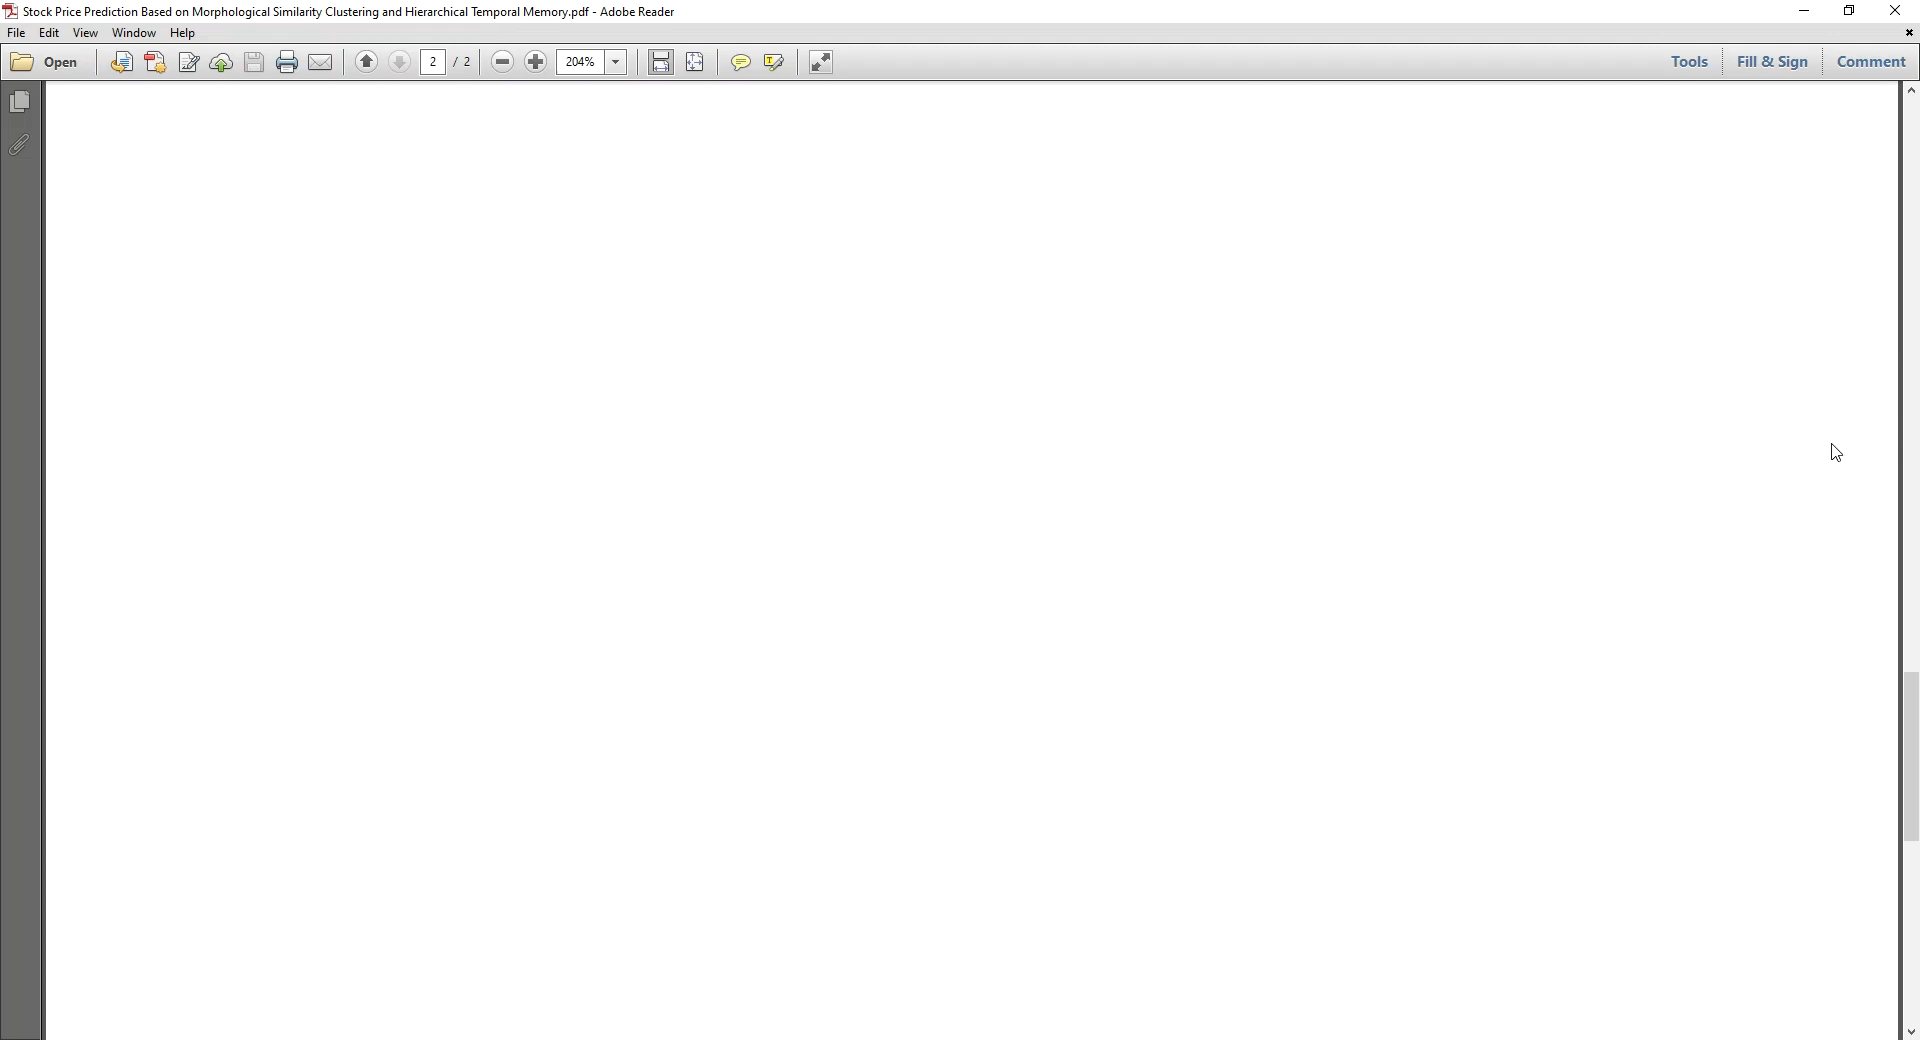 Stock Price Prediction Based on Morphological Similarity Clustering and Hierarchical Temporal Memory.pdf - Adobe Reader
File Edit View Window Help
Open 2 / 2 204% Tools Fill & Sign Comment